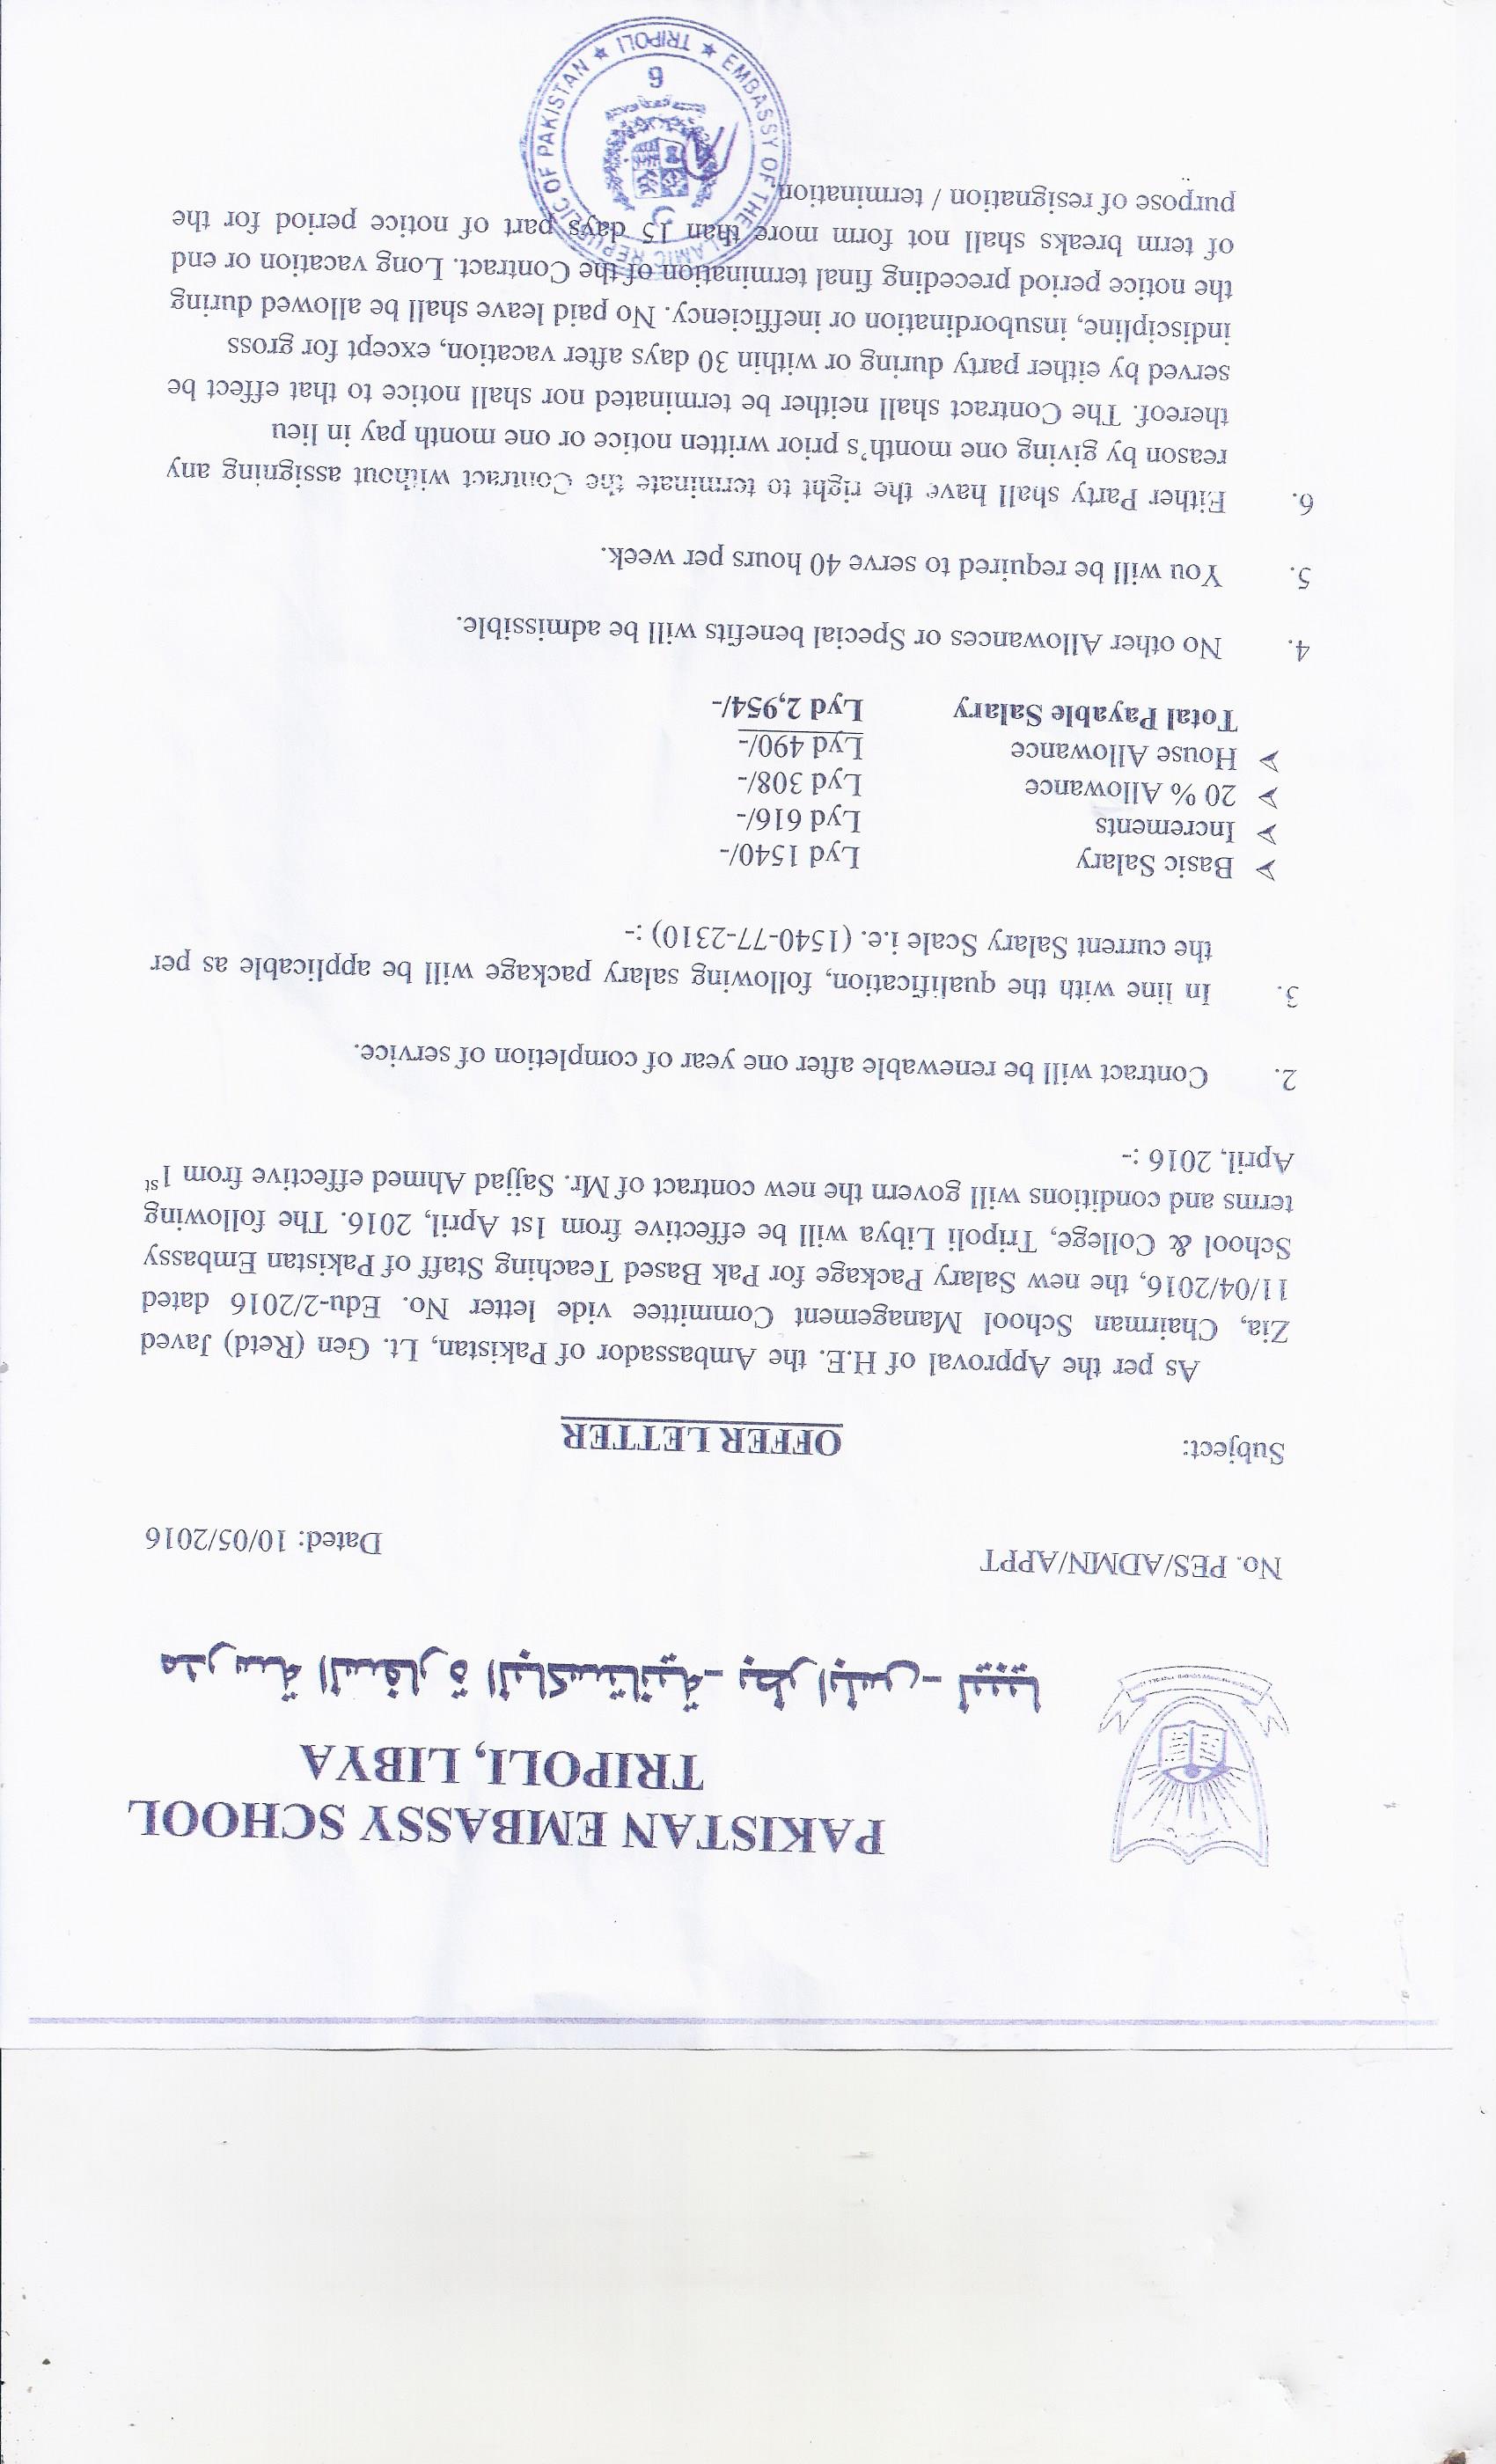 PAKISTAN EMBASSY SCHOOL
TRIPOLI, LIBYA
مدرسة السفارة الباكستانية - بطرابلس - ليبيا
No. PES/ADMN/APPT
Dated: 10/05/2016
Subject:
OFFER LETTER
As per the Approval of H.E. the Ambassador of Pakistan, Lt. Gen (Retd) Javed
Zia, Chairman School Management Committee vide letter No. Edu-2/2016 dated
11/04/2016, the new Salary Package for Pak Based Teaching Staff of Pakistan Embassy
School & College, Tripoli Libya will be effective from 1st April, 2016. The following
terms and conditions will govern the new contract of Mr. Sajjad Ahmed effective from 1st
April, 2016 :-
2. Contract will be renewable after one year of completion of service.
3. In line with the qualification, following salary package will be applicable as per
the current Salary Scale i.e. (1540-77-2310) :-
➢ Basic Salary Lyd 1540/-
➢ Increments Lyd 616/-
➢ 20 % Allowance Lyd 308/-
➢ House Allowance Lyd 490/-
Total Payable Salary Lyd 2,954/-
4. No other Allowances or Special benefits will be admissible.
5. You will be required to serve 40 hours per week.
6. Either Party shall have the right to terminate the Contract without assigning any
reason by giving one month's prior written notice or one month pay in lieu
thereof. The Contract shall neither be terminated nor shall notice to that effect be
served by either party during or within 30 days after vacation, except for gross
indiscipline, insubordination or inefficiency. No paid leave shall be allowed during
the notice period preceding final termination of the Contract. Long vacation or end
of term breaks shall not form more than 15 days part of notice period for the
purpose of resignation / termination.
EMBASSY OF THE ISLAMIC REPUBLIC OF PAKISTAN
★ TRIPOLI ★
6